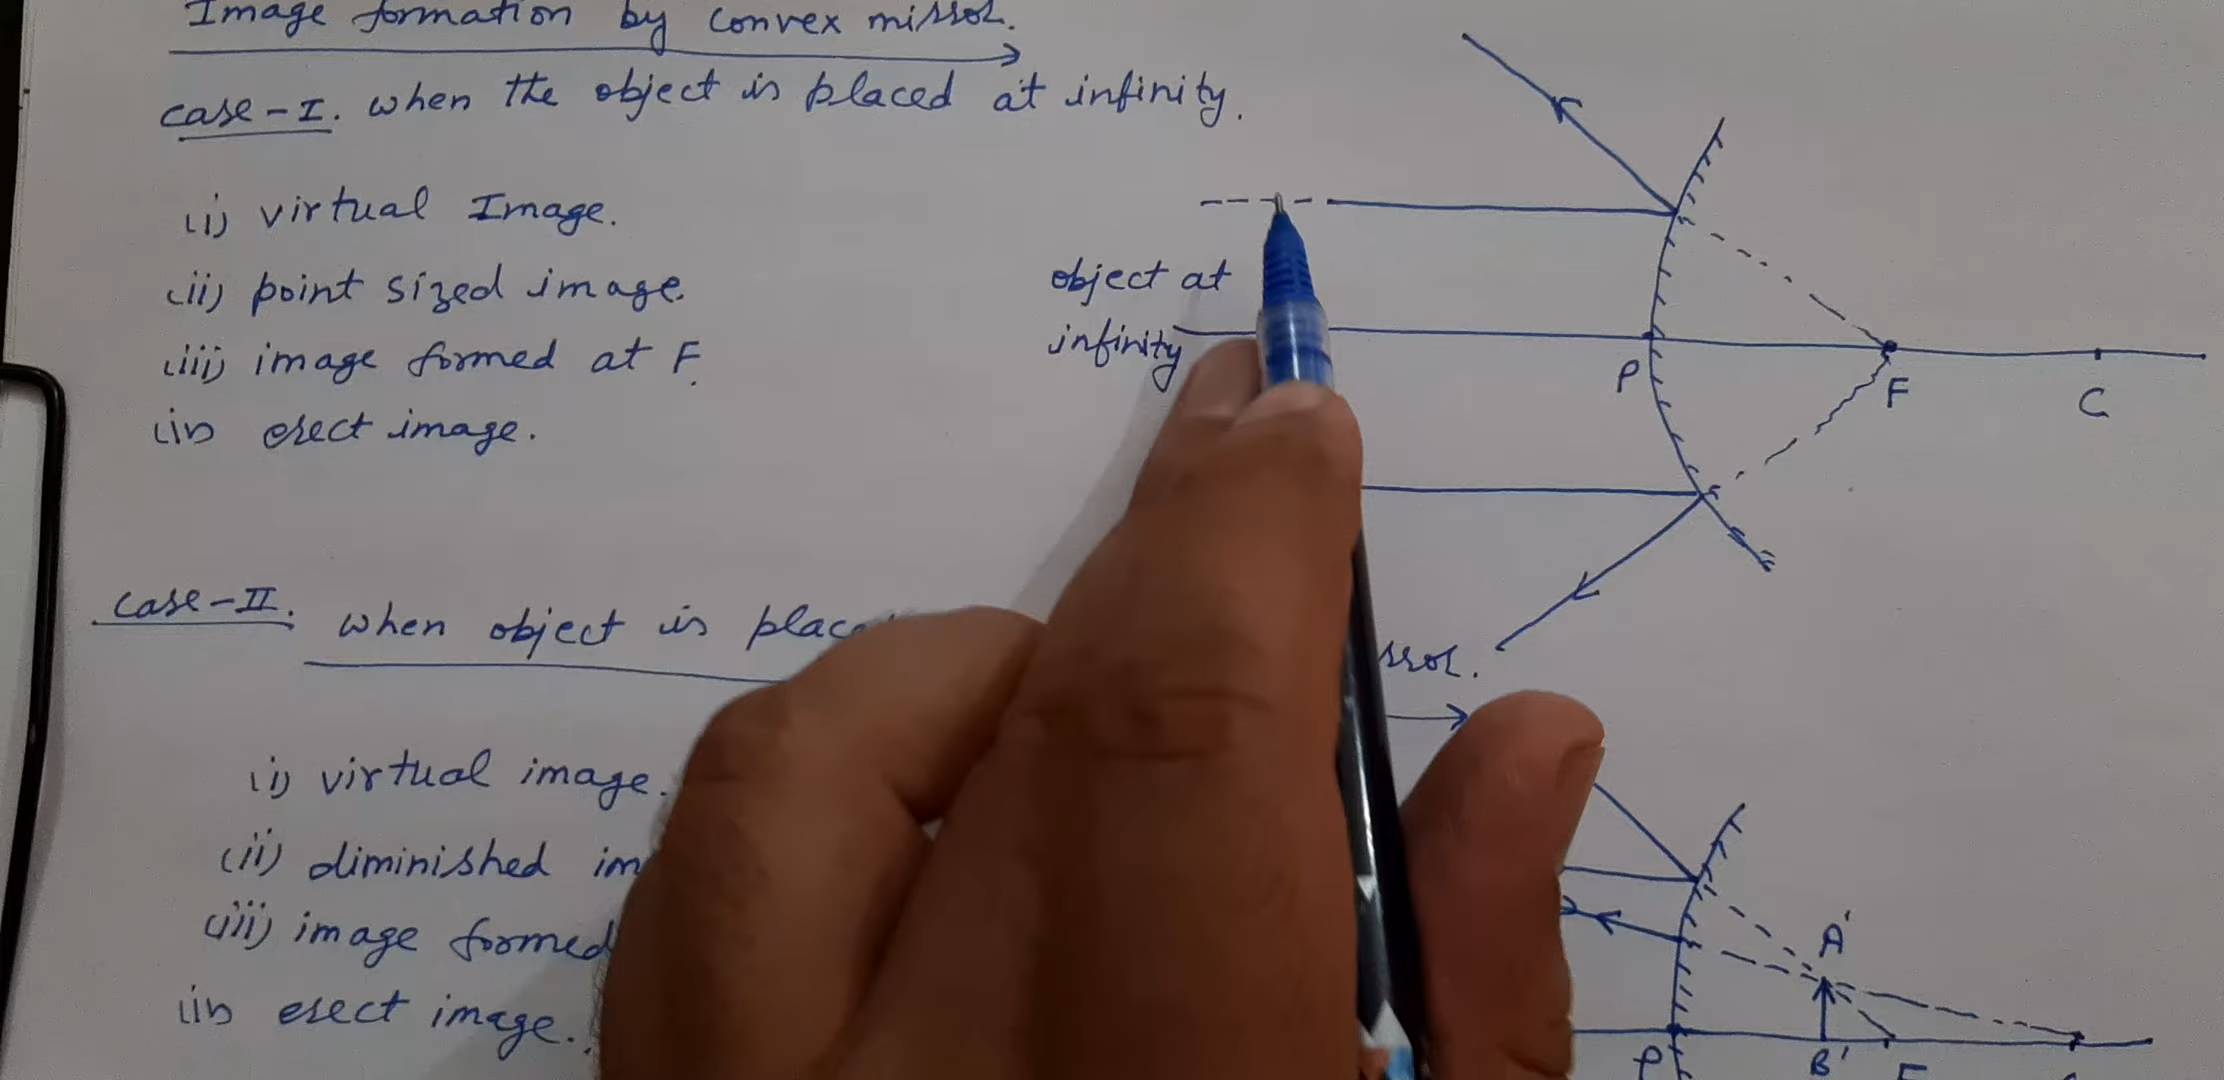 Image formation by convex mirror.
case-I. when the object is placed at infinity.
(i) virtual Image.
(ii) point sized image.
(iii) image formed at F.
(iv) erect image.
object at
infinity
P
F
C
case-II. when object is
(i) virtual image.
(ii) diminished
(iii) image formed
(iv) erect image.
A'
P
B'